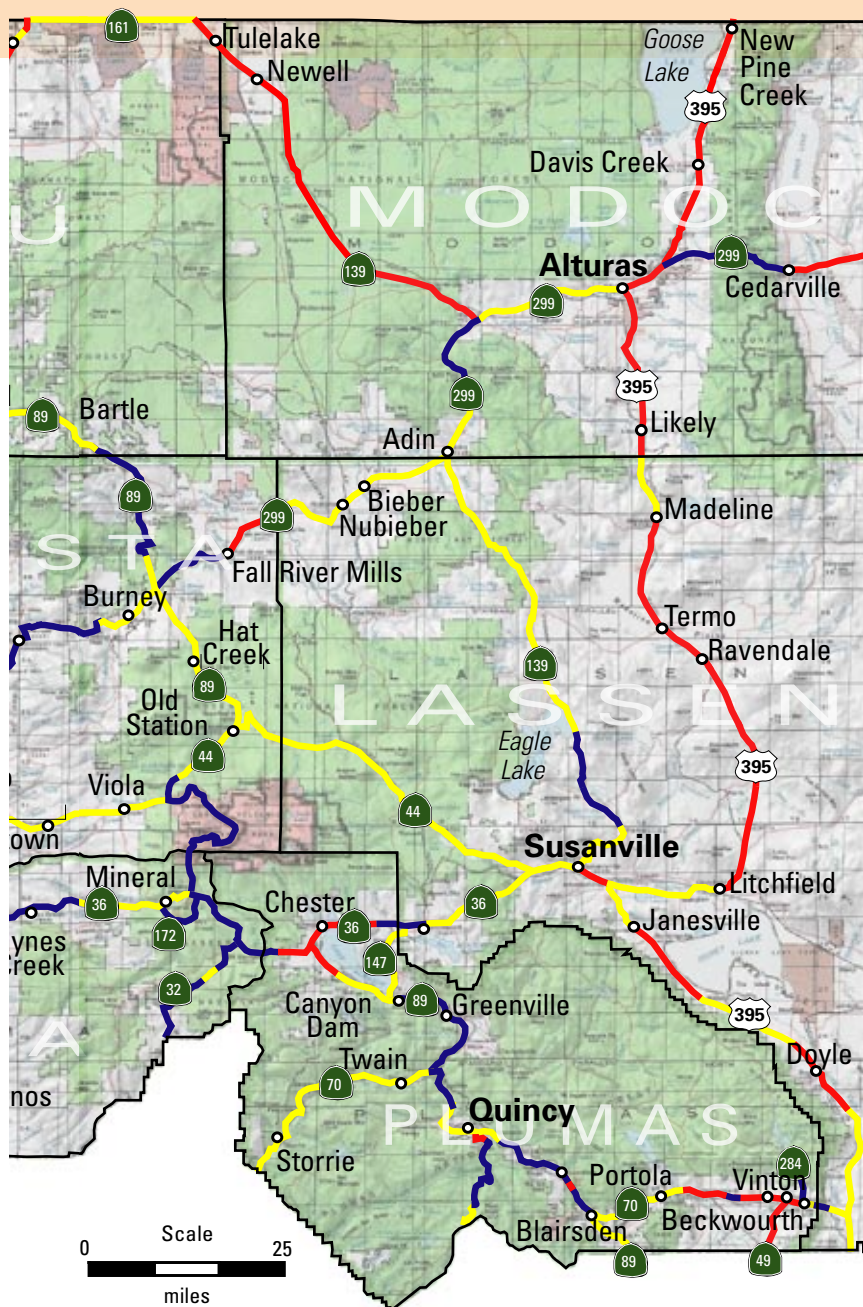 161
Tulelake
Newell
Goose
Lake
New
Pine
Creek
395
Davis Creek
MODOC
U
139
Alturas
299
299
Cedarville
395
299
Likely
89
Bartle
Adin
89
Bieber
Nubieber
Madeline
299
STA
Fall River Mills
Burney
Termo
Ravendale
Hat
Creek
139
89
LASSEN
Old
Station
Eagle
Lake
44
395
Viola
44
own
Susanville
Mineral
Litchfield
36
Chester
36
36
Janesville
172
ynes
reek
147
32
Canyon
Dam
89
Greenville
395
A
Doyle
Twain
70
nos
Quincy
PLUMAS
Storrie
284
Portola
Vinton
70
Beckwourth
Blairsden
89
49
Scale
0
25
miles